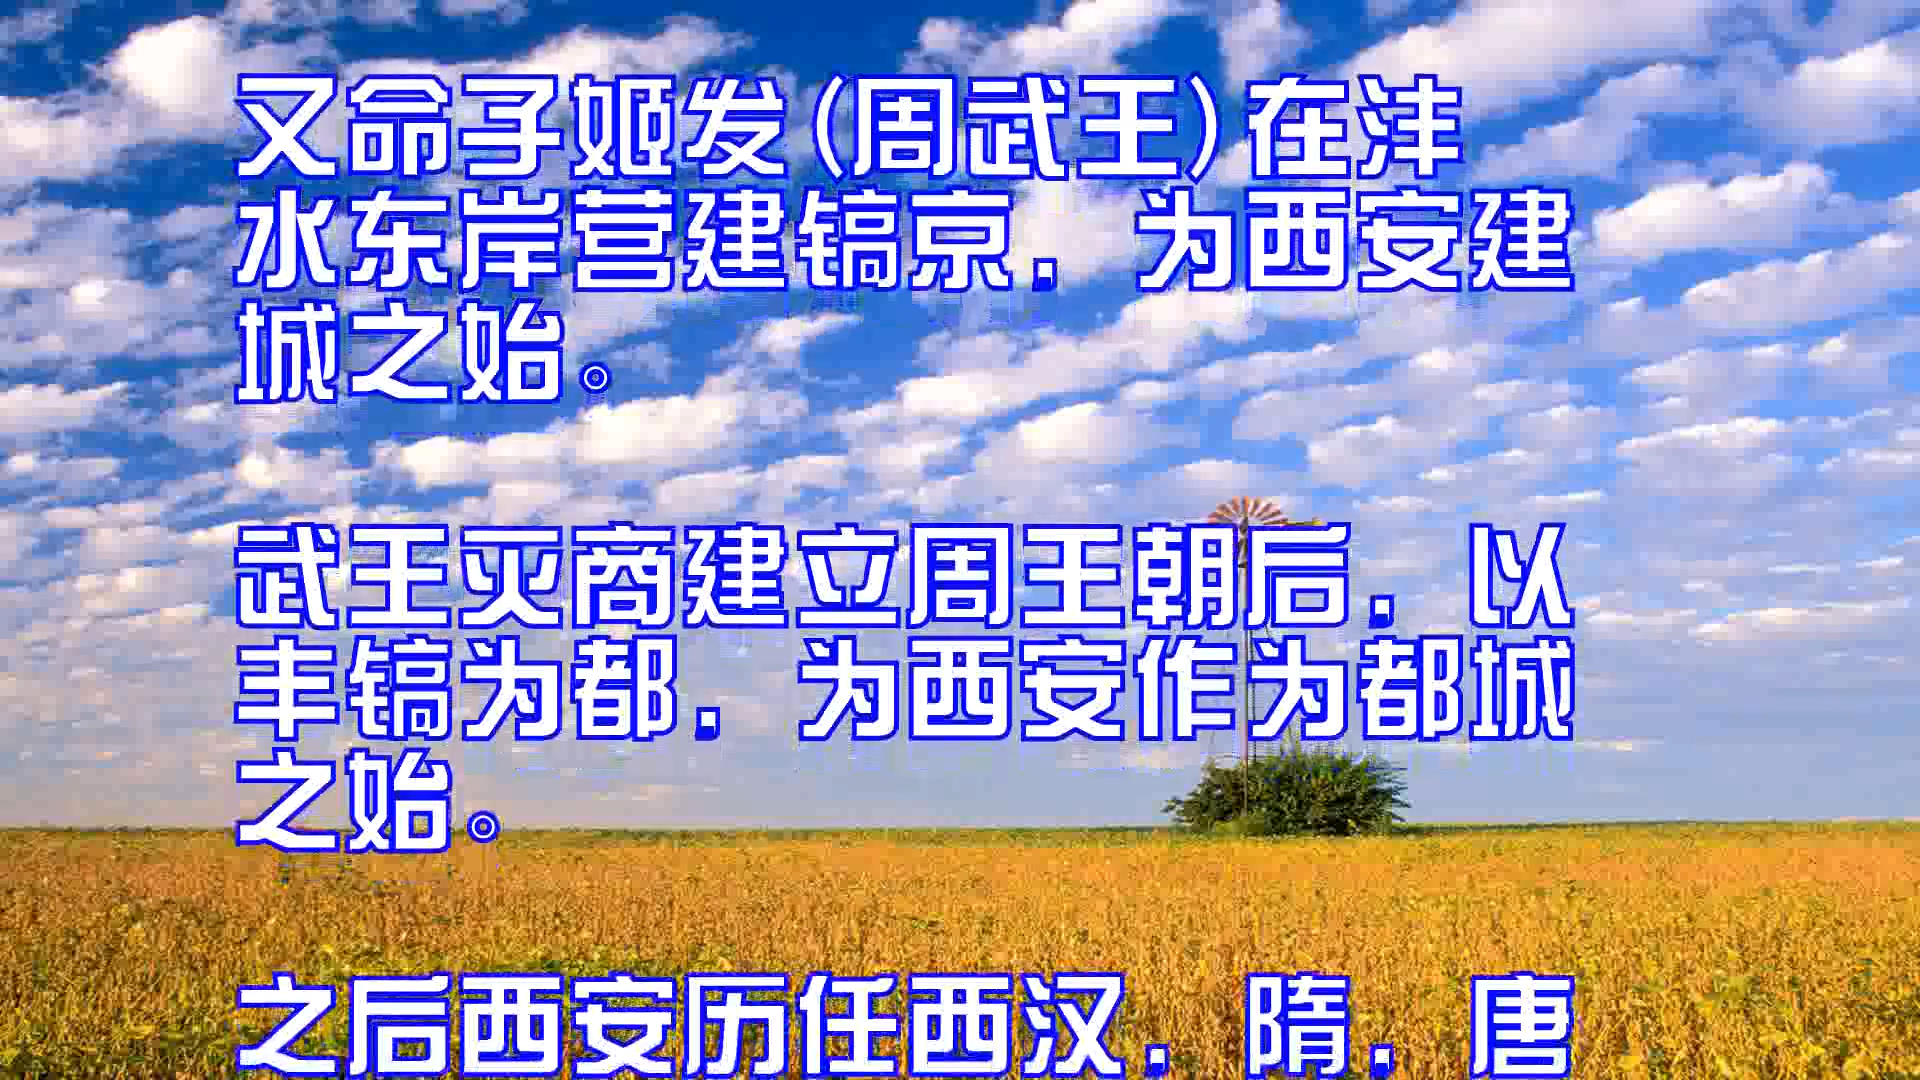 又命子姬发(周武王)在沣
水东岸营建镐京，为西安建
城之始。
武王灭商建立周王朝后，以
丰镐为都，为西安作为都城
之始。
之后西安历任西汉，隋，唐